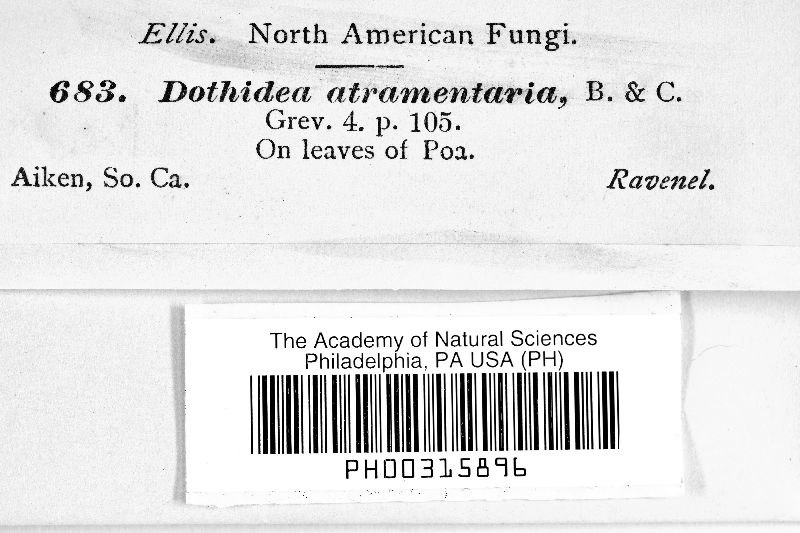 Ellis. North American Fungi.
683. Dothidea atramentaria, B. & C.
Grev. 4. p. 105.
On leaves of Poa.
Aiken, So. Ca. Ravenel.
The Academy of Natural Sciences
Philadelphia, PA USA (PH)
PH00315896